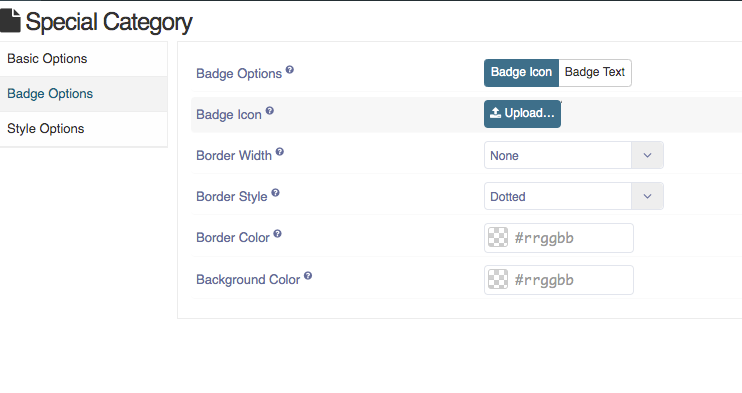 Special Category
Basic Options
Badge Options
Style Options
Badge Options ? Badge Icon Badge Text
Badge Icon ? Upload...
Border Width ? None
Border Style ? Dotted
Border Color ? #rrggbb
Background Color ? #rrggbb